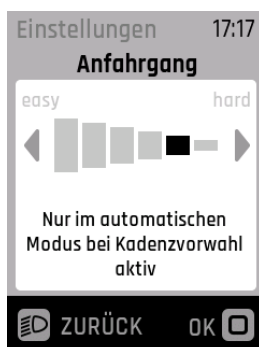 Einstellungen 17:17
Anfahrgang
easy hard
Nur im automatischen
Modus bei Kadenzvorwahl
aktiv
ZURÜCK OK